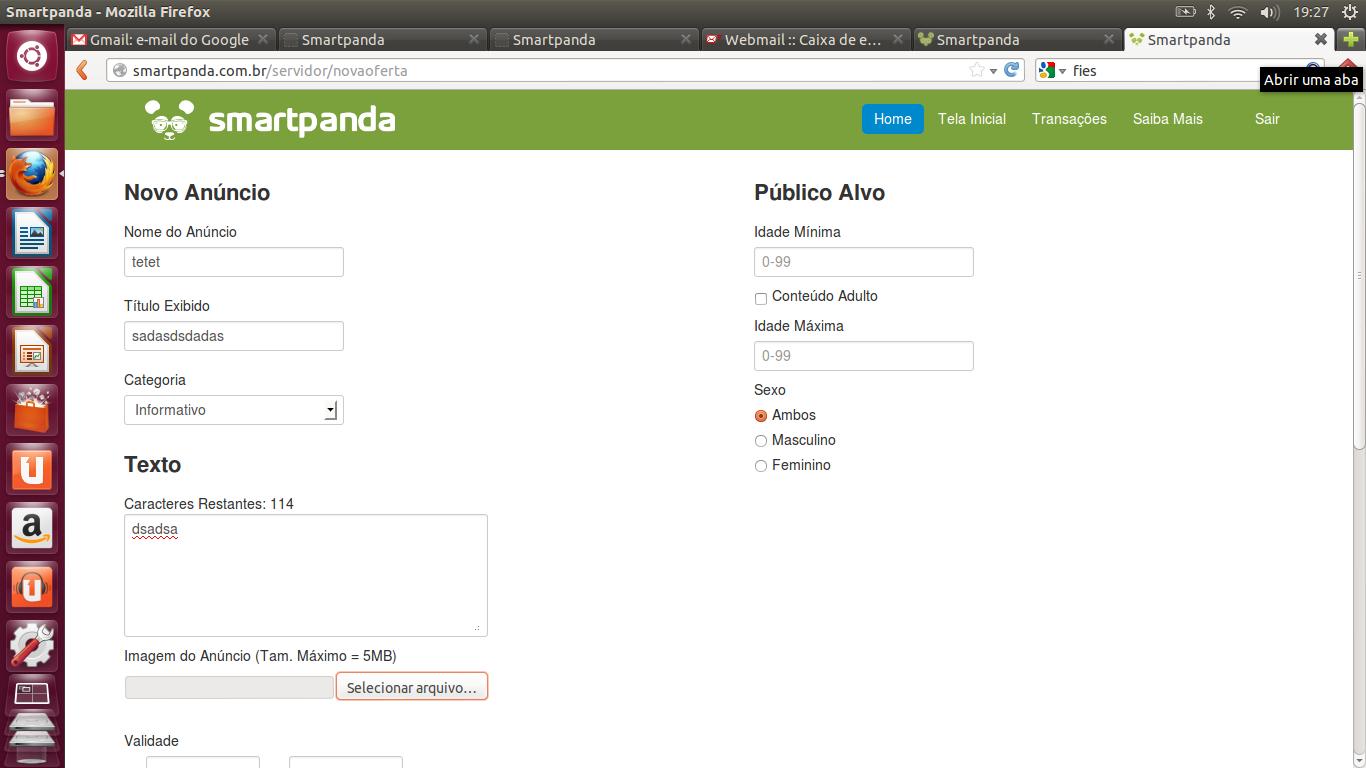 Smartpanda - Mozilla Firefox
19:27
Gmail: e-mail do Google
Smartpanda
Smartpanda
Webmail :: Caixa de e...
Smartpanda
Smartpanda
smartpanda.com.br/servidor/novaoferta
fies
Abrir uma aba
smartpanda
Home
Tela Inicial
Transações
Saiba Mais
Sair
Novo Anúncio
Nome do Anúncio
tetet
Título Exibido
sadasdsdadas
Categoria
Informativo
Texto
Caracteres Restantes: 114
dsadsa
Imagem do Anúncio (Tam. Máximo = 5MB)
Selecionar arquivo...
Validade
Público Alvo
Idade Mínima
0-99
Conteúdo Adulto
Idade Máxima
0-99
Sexo
Ambos
Masculino
Feminino